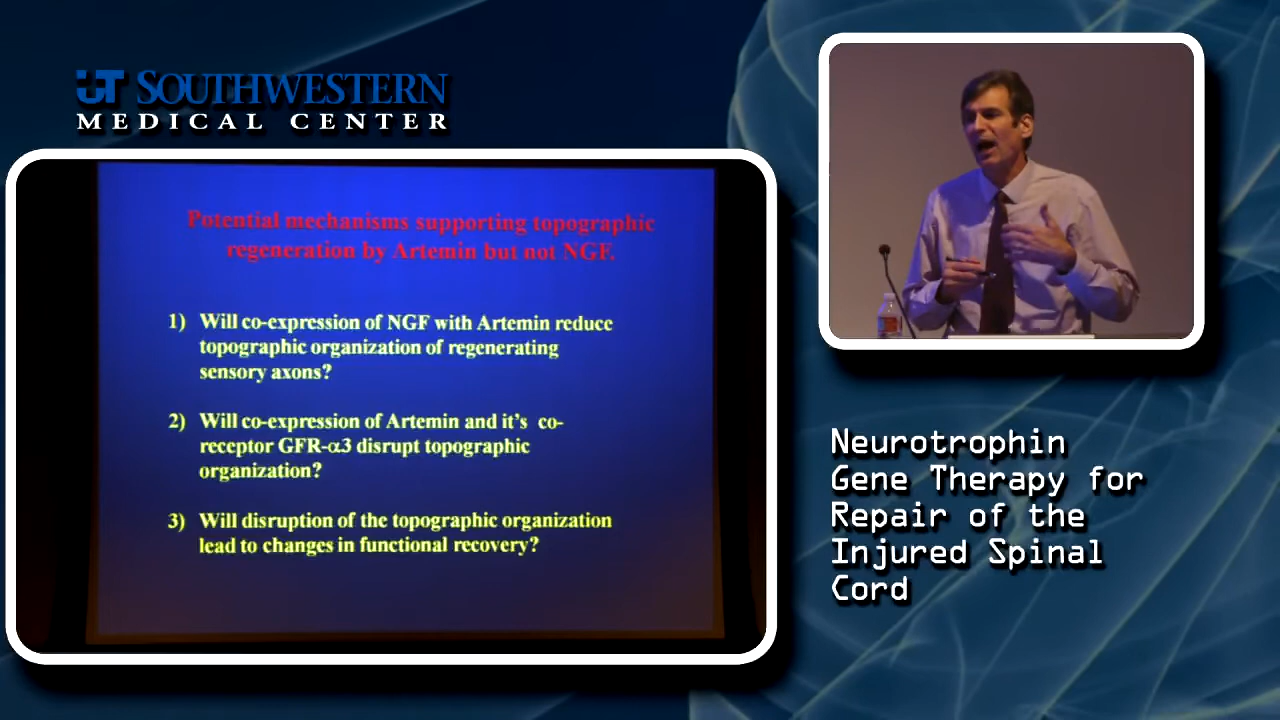 UT SOUTHWESTERN
MEDICAL CENTER
Potential mechanisms supporting topographic
regeneration by Artemin but not NGF.
1) Will co-expression of NGF with Artemin reduce
topographic organization of regenerating
sensory axons?
2) Will co-expression of Artemin and it's co-
receptor GFR-α3 disrupt topographic
organization?
3) Will disruption of the topographic organization
lead to changes in functional recovery?
Neurotrophin
Gene Therapy for
Repair of the
Injured Spinal
Cord